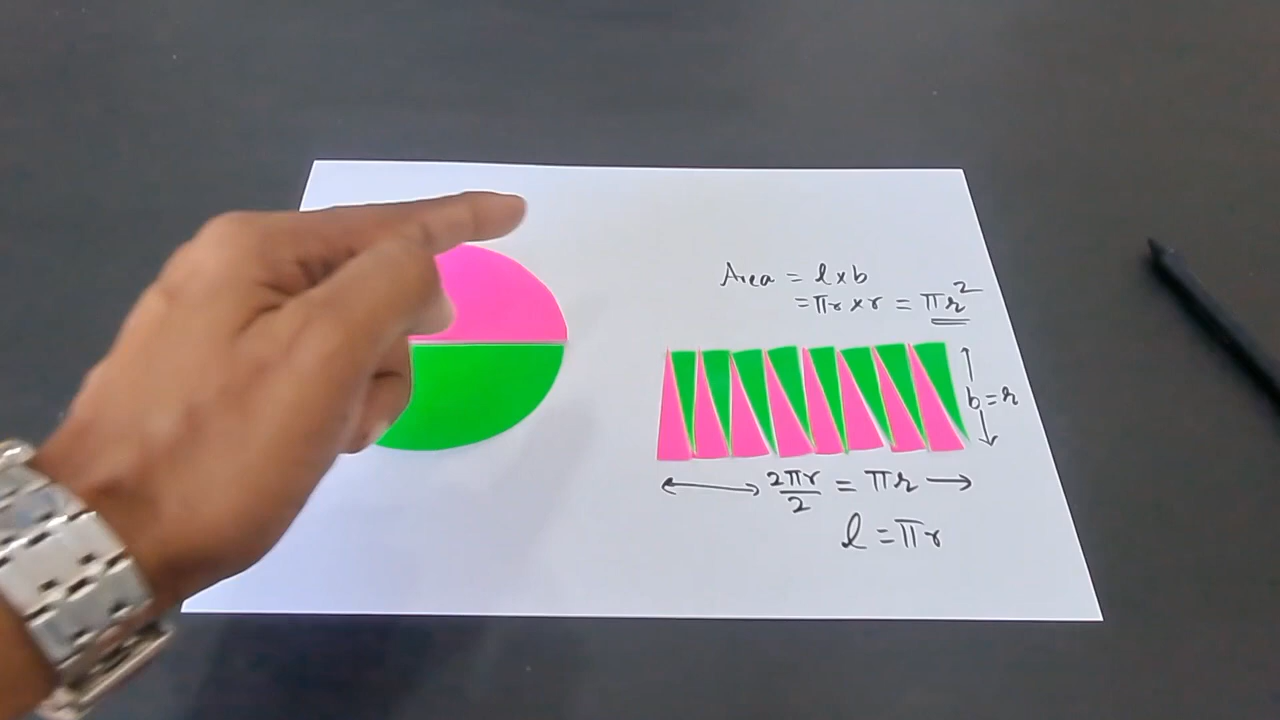 Area = l x b
= πr x r = πr²
b = r
2πr/2 = πr
l = πr